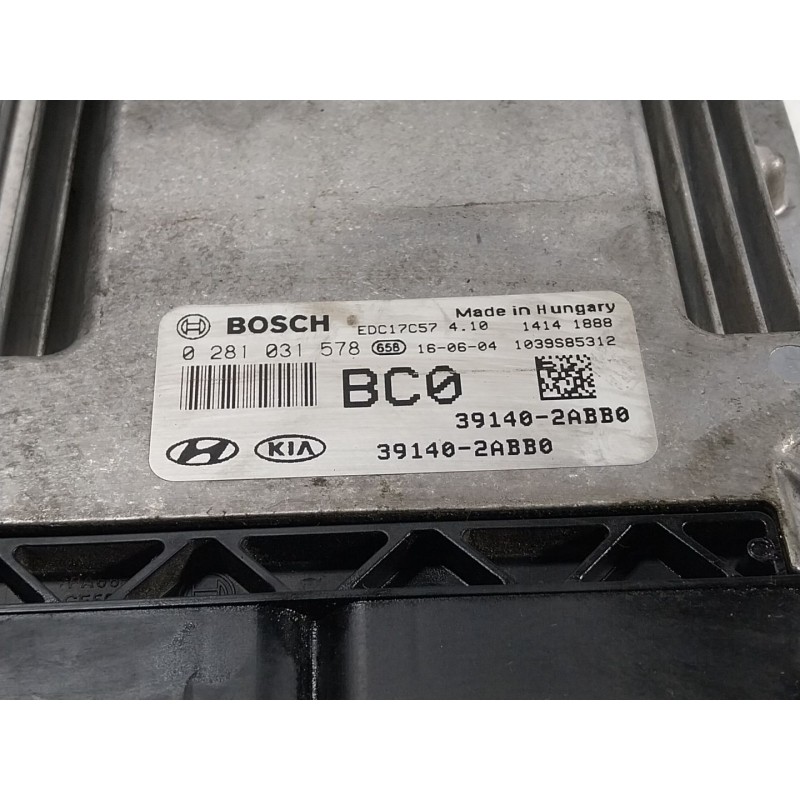 BOSCH EDC17C57 4.10 Made in Hungary 1414 1888
0 281 031 578 658 16-06-04 1039S85312
BC0
39140-2ABB0
KIA 39140-2ABB0